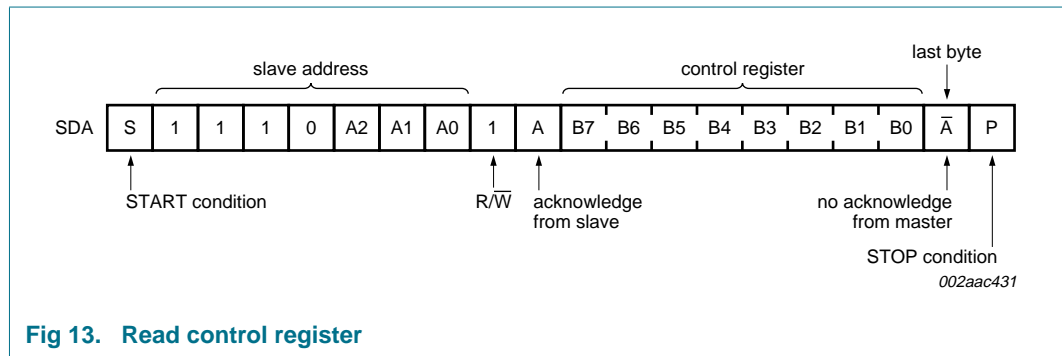 last byte
slave address control register
SDA S 1 1 1 0 A2 A1 A0 1 A B7 B6 B5 B4 B3 B2 B1 B0 A̅ P
START condition R/W̅ acknowledge no acknowledge
from slave from master
STOP condition
002aac431
Fig 13. Read control register